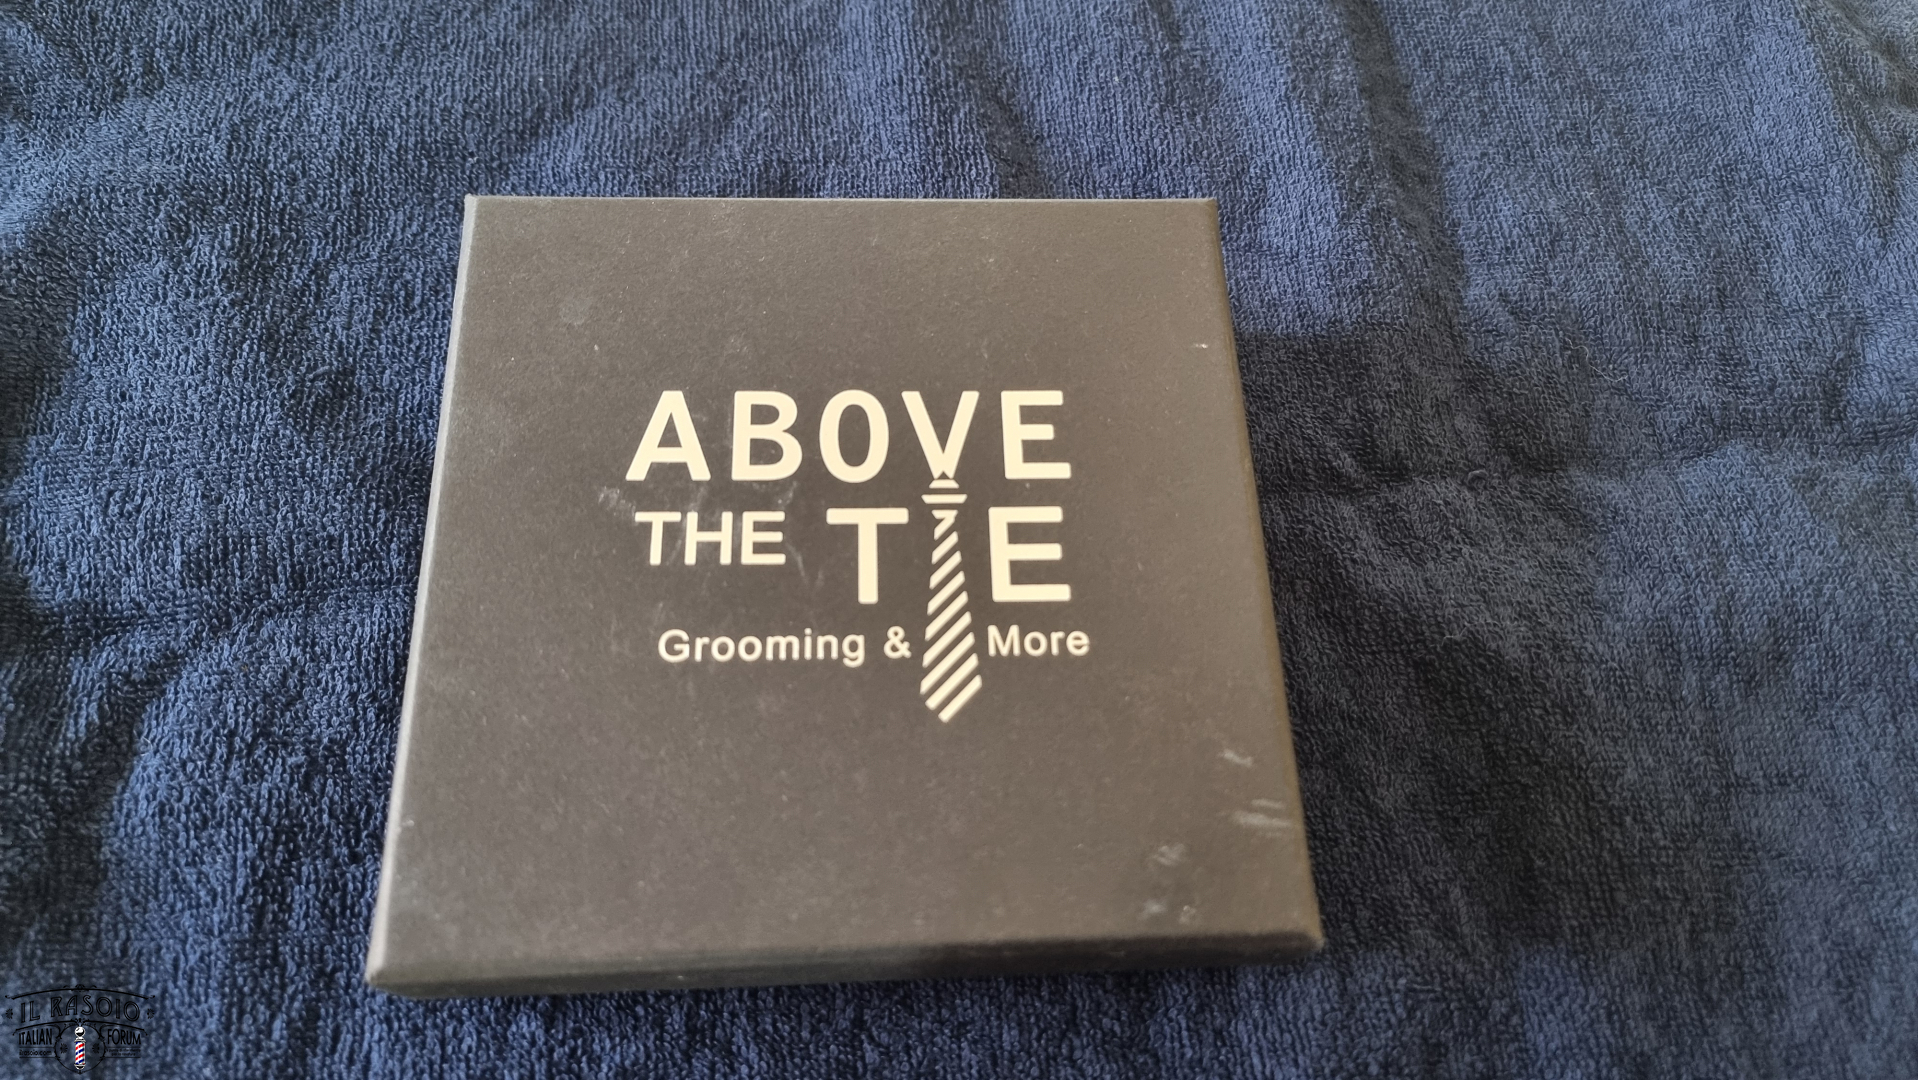 ABOVE
THE TIE
Grooming & More
IL RASOIO
ITALIAN FORUM